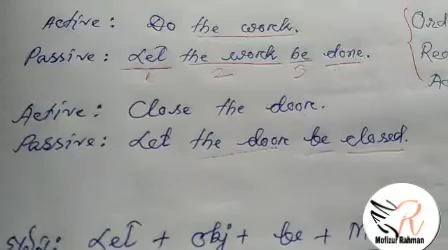 Active: Do the work.
Passive: Let the work be done.
1 2 3
Active: Close the door.
Passive: Let the door be closed.
Let + obj + be +
Mofizur Rahman